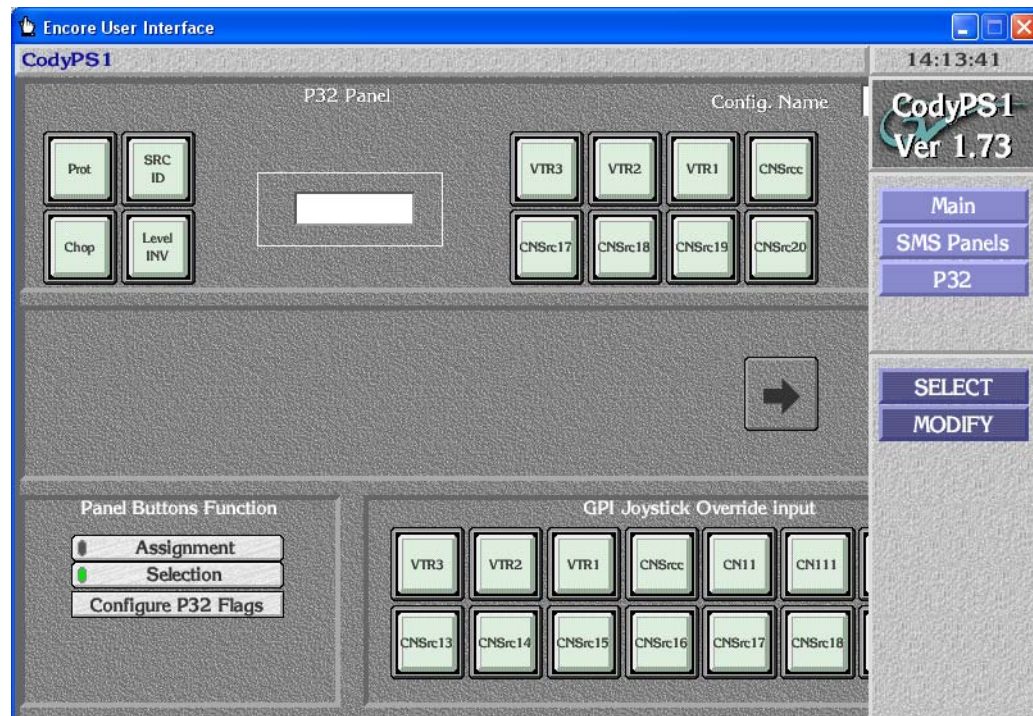 Encore User Interface
CodyPS1
14:13:41
P32 Panel
Config. Name
CodyPS1
Ver 1.73
Prot
SRC
ID
VTR3
VTR2
VTR1
CNSrcc
Chop
Level
INV
CNSrc17
CNSrc18
CNSrc19
CNSrc20
Main
SMS Panels
P32
SELECT
MODIFY
Panel Buttons Function
Assignment
Selection
Configure P32 Flags
GPI Joystick Override Input
VTR3
VTR2
VTR1
CNSrcc
CN11
CN111
CNSrc13
CNSrc14
CNSrc15
CNSrc16
CNSrc17
CNSrc18